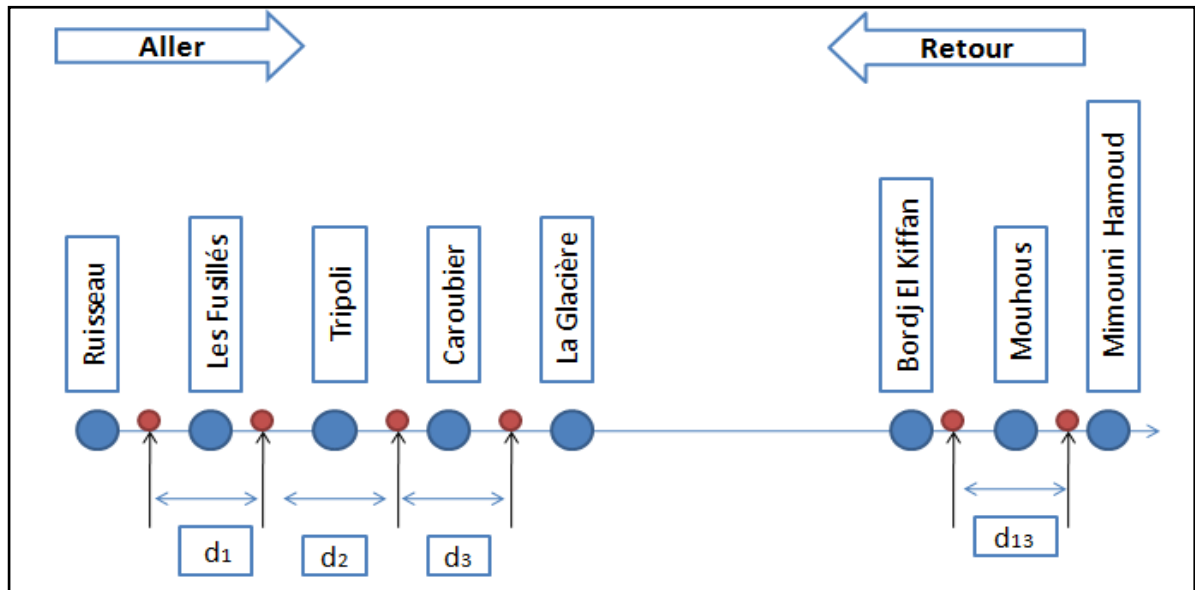 Aller
Retour
Ruisseau
Les Fusillés
Tripoli
Caroubier
La Glacière
Bordj El Kiffan
Mouhous
Mimouni Hamoud
d1
d2
d3
d13